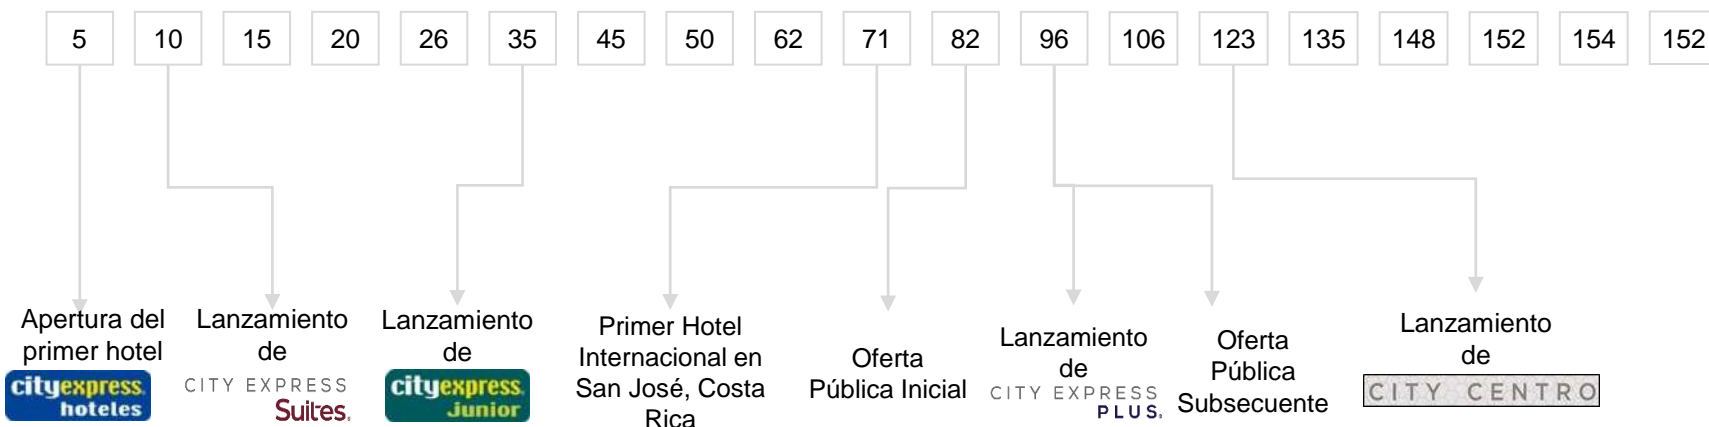 5 10 15 20 26 35 45 50 62 71 82 96 106 123 135 148 152 154 152
Apertura del
primer hotel
cityexpress.
hoteles
Lanzamiento
de
CITY EXPRESS
Suites.
Lanzamiento
de
cityexpress.
Junior
Primer Hotel
Internacional en
San José, Costa
Rica
Oferta
Pública Inicial
Lanzamiento
de
CITY EXPRESS
PLUS.
Oferta
Pública
Subsecuente
Lanzamiento
de
CITY CENTRO